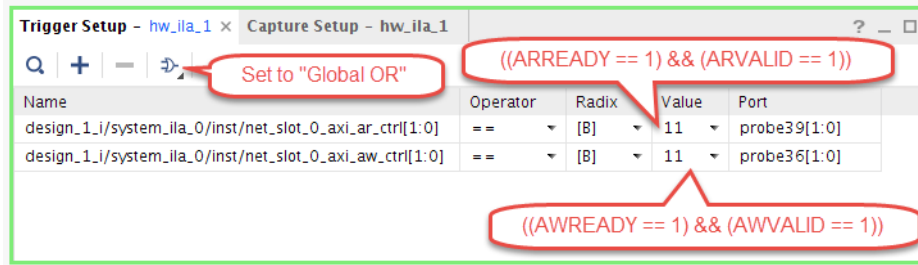 Trigger Setup - hw_ila_1 × Capture Setup - hw_ila_1 ? _
Set to "Global OR"
((ARREADY == 1) && (ARVALID == 1))
Name Operator Radix Value Port
design_1_i/system_ila_0/inst/net_slot_0_axi_ar_ctrl[1:0] == [B] 11 probe39[1:0]
design_1_i/system_ila_0/inst/net_slot_0_axi_aw_ctrl[1:0] == [B] 11 probe36[1:0]
((AWREADY == 1) && (AWVALID == 1))